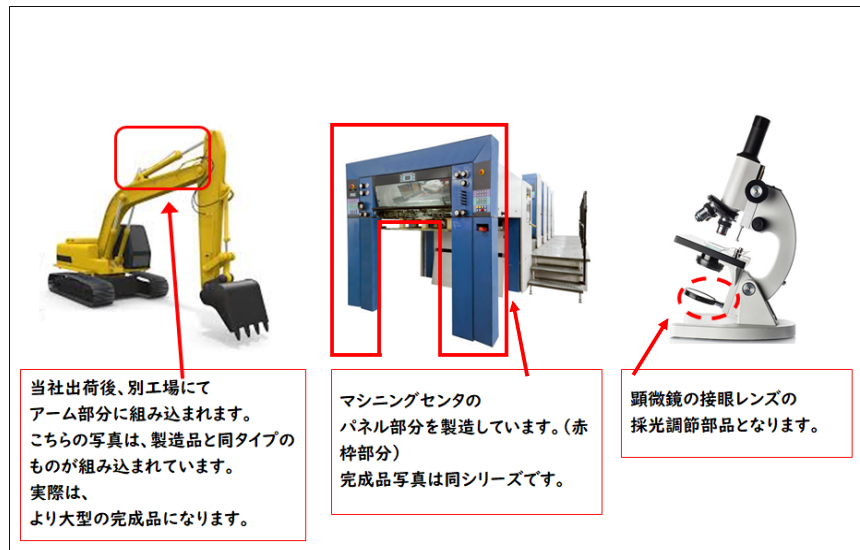 当社出荷後、別工場にて
アーム部分に組み込まれます。
こちらの写真は、製造品と同タイプの
ものが組み込まれています。
実際は、
より大型の完成品になります。
マシニングセンタの
パネル部分を製造しています。（赤
枠部分）
完成品写真は同シリーズです。
顕微鏡の接眼レンズの
採光調節部品となります。